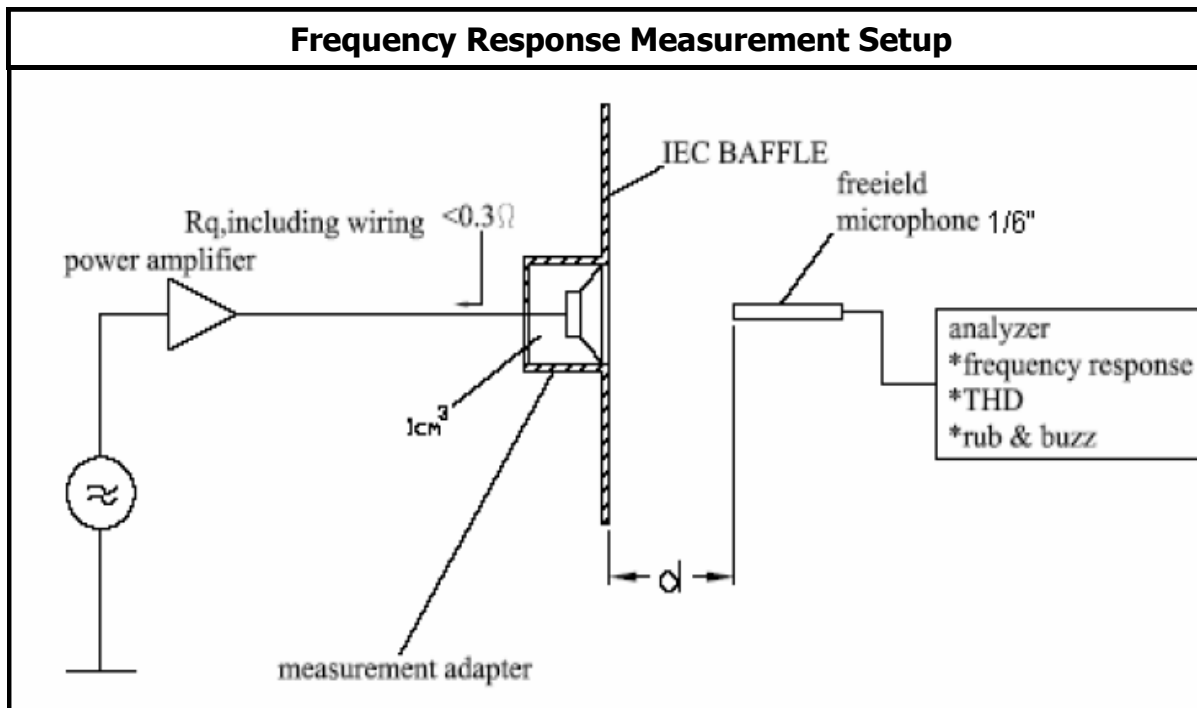 Frequency Response Measurement Setup
IEC BAFFLE
freeield
microphone 1/6"
Rq,including wiring <0.3Ω
power amplifier
analyzer
*frequency response
*THD
*rub & buzz
1cm³
d
measurement adapter